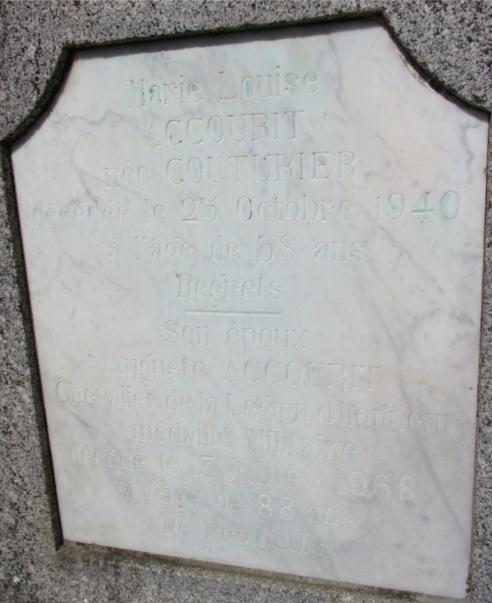 Marie Louise
ACCOURIT
née COUTURIER
décédée le 25 Octobre 1940
à l'âge de 58 ans
Regrets
Son époux
Auguste ACCOURIT
Chevalier de la Légion d'honneur
médaillé Militaire
décédé le 13 Juillet 1968
à l'âge de 88 ans
De Profundis